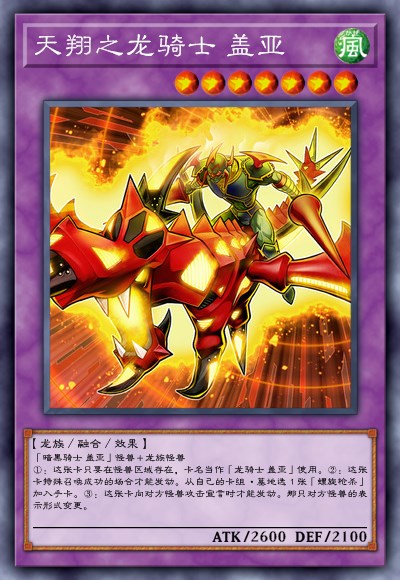 天翔之龙骑士 盖亚
風
【龙族／融合／效果】
「暗黑骑士 盖亚」怪兽＋龙族怪兽
①：这张卡只要在怪兽区域存在，卡名当作「龙骑士 盖亚」使用。②：这张
卡特殊召唤成功的场合才能发动。从自己的卡组·墓地选1张「螺旋枪杀」
加入手卡。③：这张卡向对方怪兽攻击宣言时才能发动。那只对方怪兽的表
示形式变更。
ATK/2600 DEF/2100